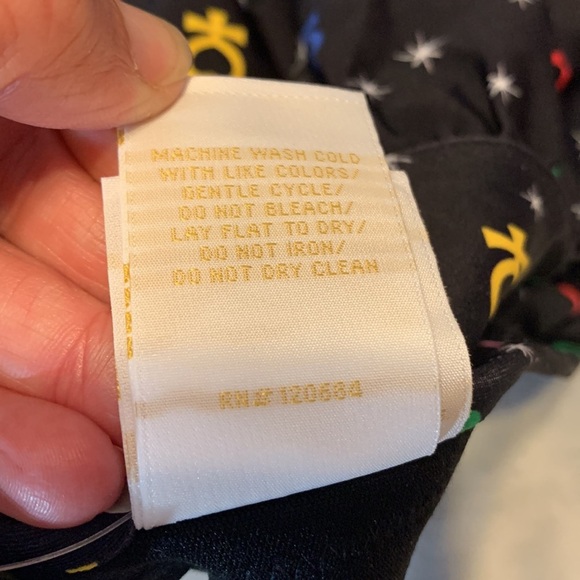 MACHINE WASH COLD
WITH LIKE COLORS/
GENTLE CYCLE/
DO NOT BLEACH/
LAY FLAT TO DRY/
DO NOT IRON/
DO NOT DRY CLEAN
RN# 120684